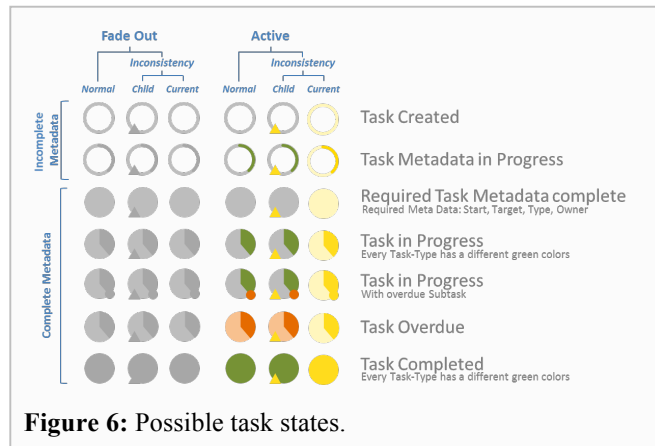 Fade Out Active
Inconsistency Inconsistency
Normal Child Current Normal Child Current
Incomplete
Metadata
Task Created
Task Metadata in Progress
Complete Metadata
Required Task Metadata complete
Required Meta Data: Start, Target, Type, Owner
Task in Progress
Every Task-Type has a different green colors
Task in Progress
With overdue Subtask
Task Overdue
Task Completed
Every Task-Type has a different green colors
Figure 6: Possible task states.